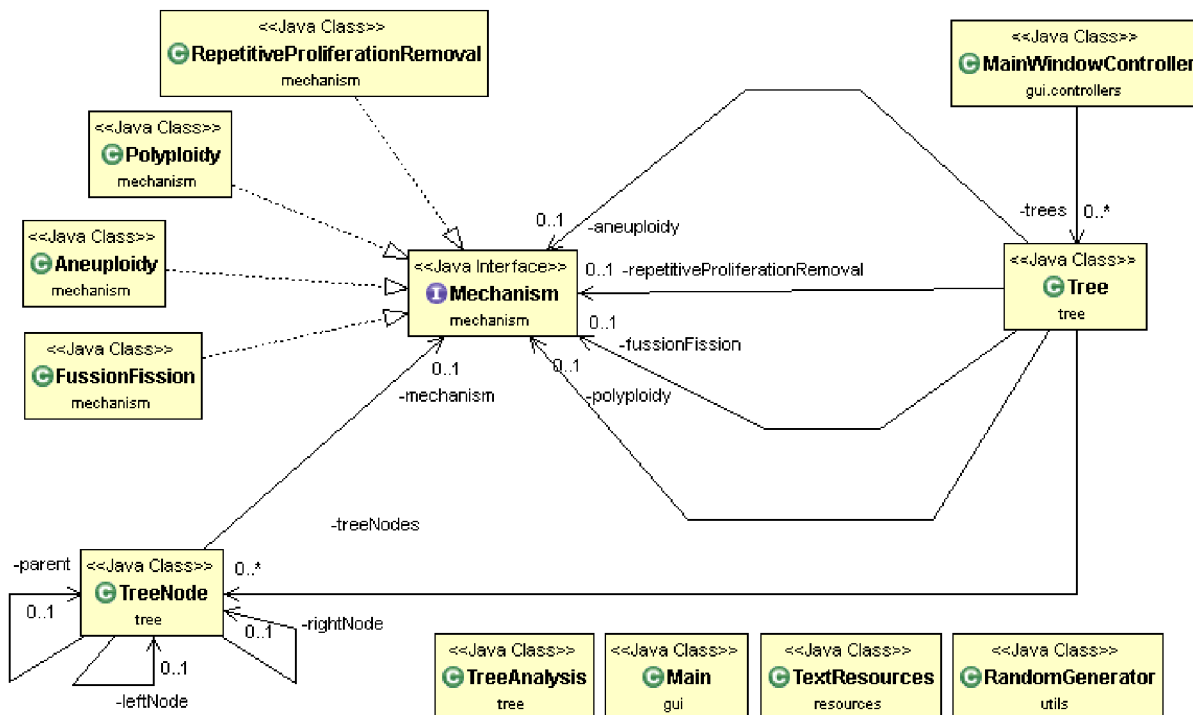 <<Java Class>>
RepetitiveProliferationRemoval
mechanism
<<Java Class>>
MainWindowController
gui.controllers
<<Java Class>>
Polyploidy
mechanism
-trees
0..*
<<Java Class>>
Aneuploidy
mechanism
0..1
-aneuploidy
<<Java Interface>>
Mechanism
mechanism
0..1
-repetitiveProliferationRemoval
<<Java Class>>
Tree
tree
0..1
-fussionFission
<<Java Class>>
FussionFission
mechanism
0..1
-mechanism
0..1
-polyploidy
-treeNodes
0..*
-parent
0..1
<<Java Class>>
TreeNode
tree
0..1
-rightNode
0..1
-leftNode
<<Java Class>>
TreeAnalysis
tree
<<Java Class>>
Main
gui
<<Java Class>>
TextResources
resources
<<Java Class>>
RandomGenerator
utils